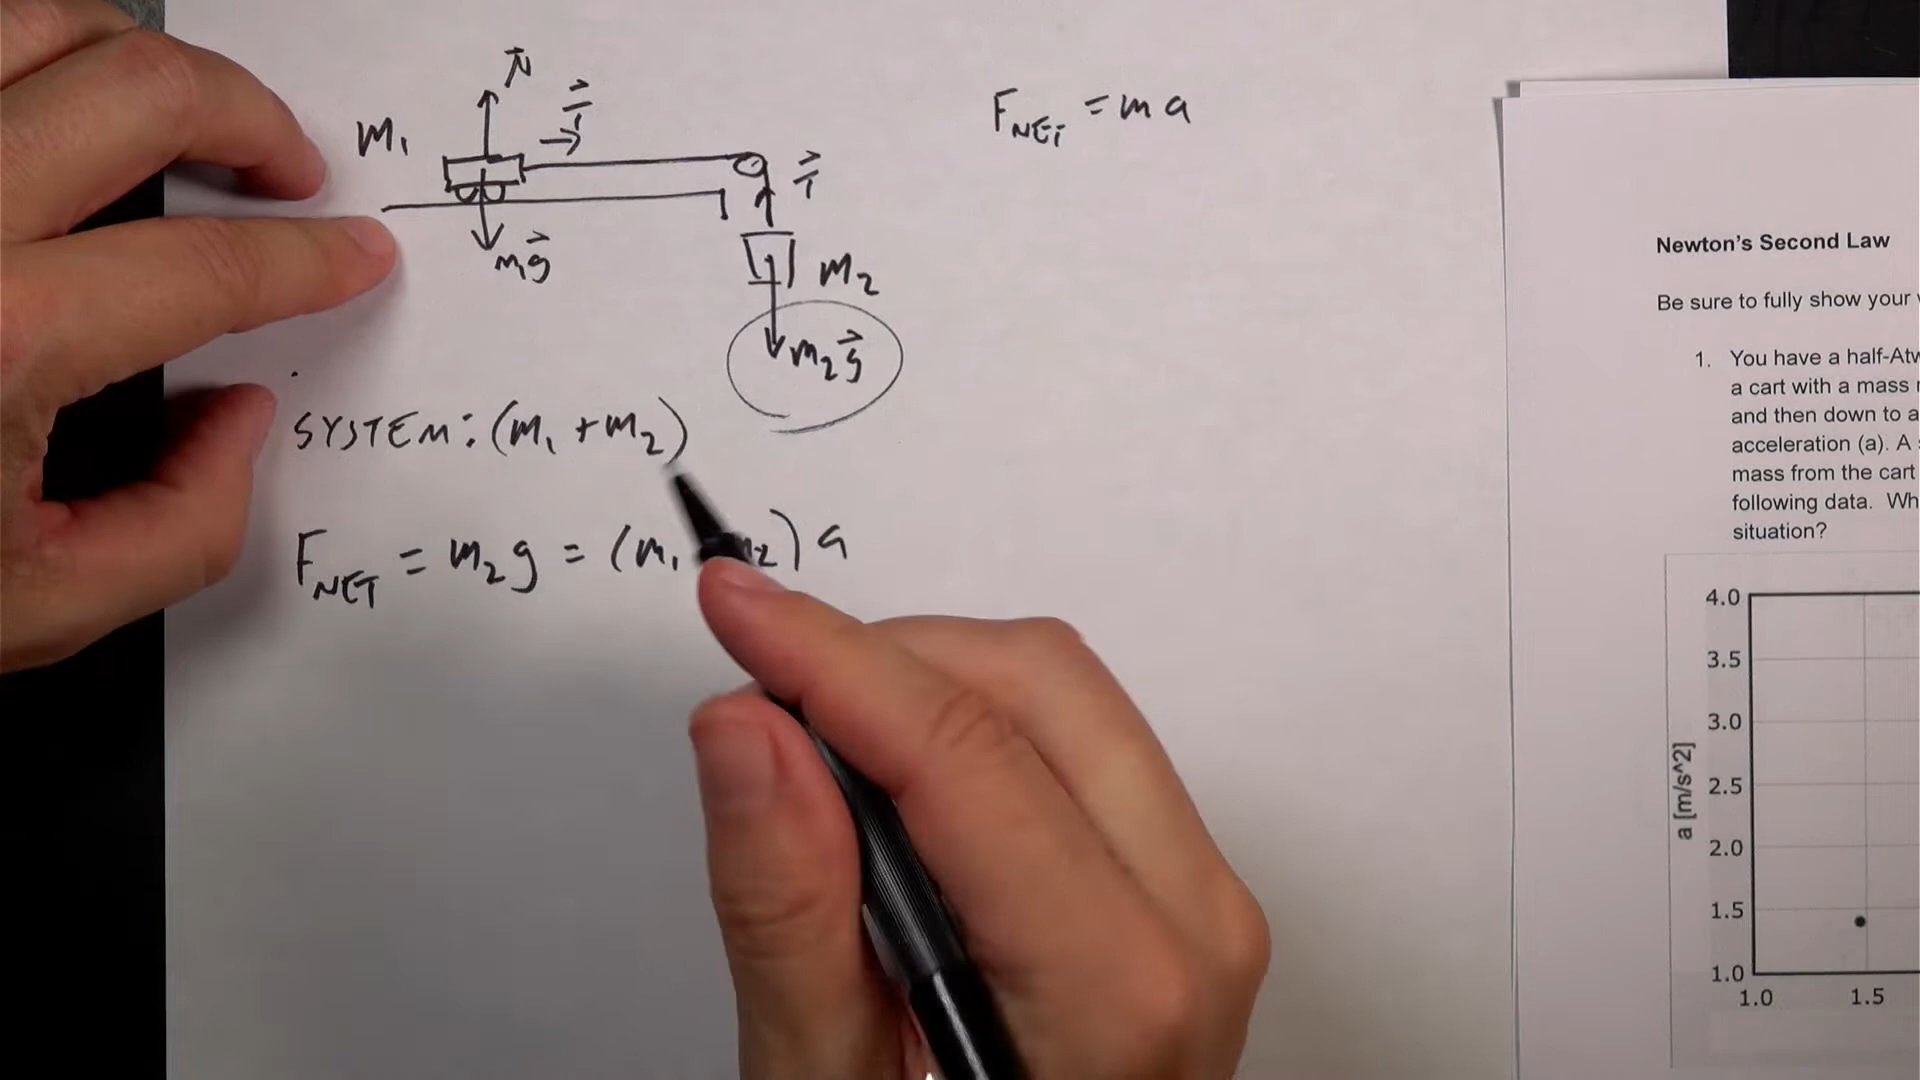 N
T
m₁
F_NET = ma
T
m₁g
m₂
m₂g
SYSTEM: (m₁ + m₂)
F_NET = m₂g = (m₁ m₂) a
Newton's Second Law
Be sure to fully show your
1. You have a half-Atw
a cart with a mass
and then down to a
acceleration (a). A
mass from the cart
following data. Wh
situation?
4.0
3.5
3.0
2.5
2.0
1.5
1.0
a [m/s^2]
1.0 1.5